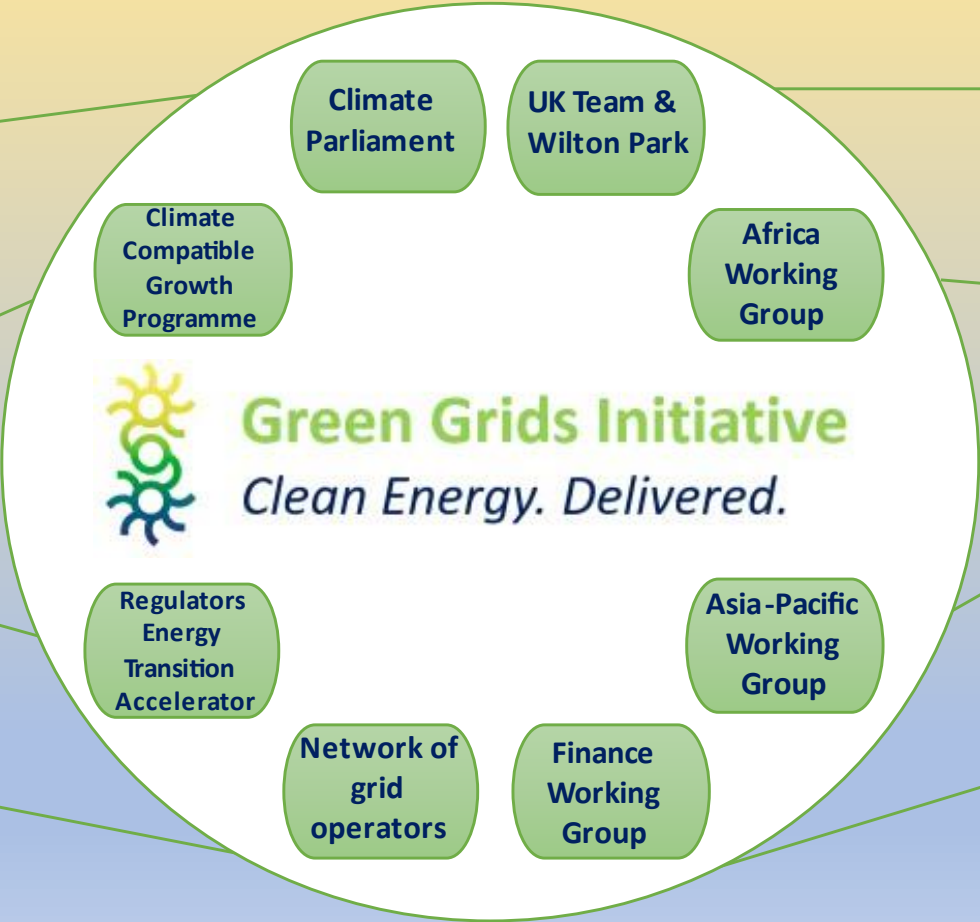 Climate
Parliament
UK Team &
Wilton Park
Climate
Compatible
Growth
Programme
Africa
Working
Group
Green Grids Initiative
Clean Energy. Delivered.
Regulators
Energy
Transition
Accelerator
Asia-Pacific
Working
Group
Network of
grid
operators
Finance
Working
Group